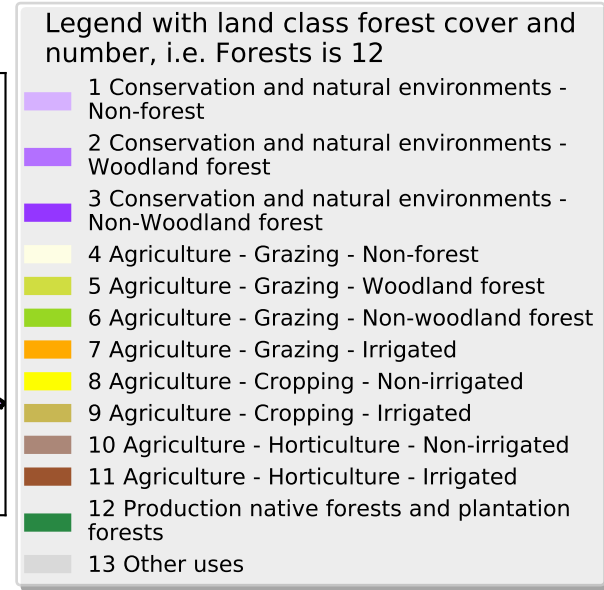 Legend with land class forest cover and
number, i.e. Forests is 12
1 Conservation and natural environments -
Non-forest
2 Conservation and natural environments -
Woodland forest
3 Conservation and natural environments -
Non-Woodland forest
4 Agriculture - Grazing - Non-forest
5 Agriculture - Grazing - Woodland forest
6 Agriculture - Grazing - Non-woodland forest
7 Agriculture - Grazing - Irrigated
8 Agriculture - Cropping - Non-irrigated
9 Agriculture - Cropping - Irrigated
10 Agriculture - Horticulture - Non-irrigated
11 Agriculture - Horticulture - Irrigated
12 Production native forests and plantation
forests
13 Other uses